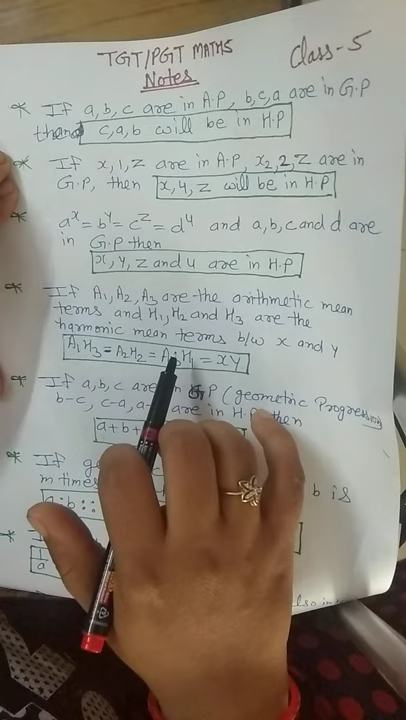 TGT/PGT MATHS
Class-5
Notes
* If a, b, c are in A.P, b, c, a are in G.P
then c, a, b will be in H.P
* If x, 1, z are in A.P, x, 2, z are in
G.P, then x, 4, z will be in H.P
* a^x = b^y = c^z = d^u and a, b, c and d are
in G.P then
x, y, z and u are in H.P
* If A₁, A₂, A₃ are the arithmetic mean
terms and H₁, H₂ and H₃ are the
harmonic mean terms b/w x and y
A₁H₃ = A₂H₂ = A₃H₁ = xy
* If a, b, c are in G.P (geometric Progression)
b-c, c-a, a- are in H.P then
a+b+
* If
m times b is
a:b::
* I